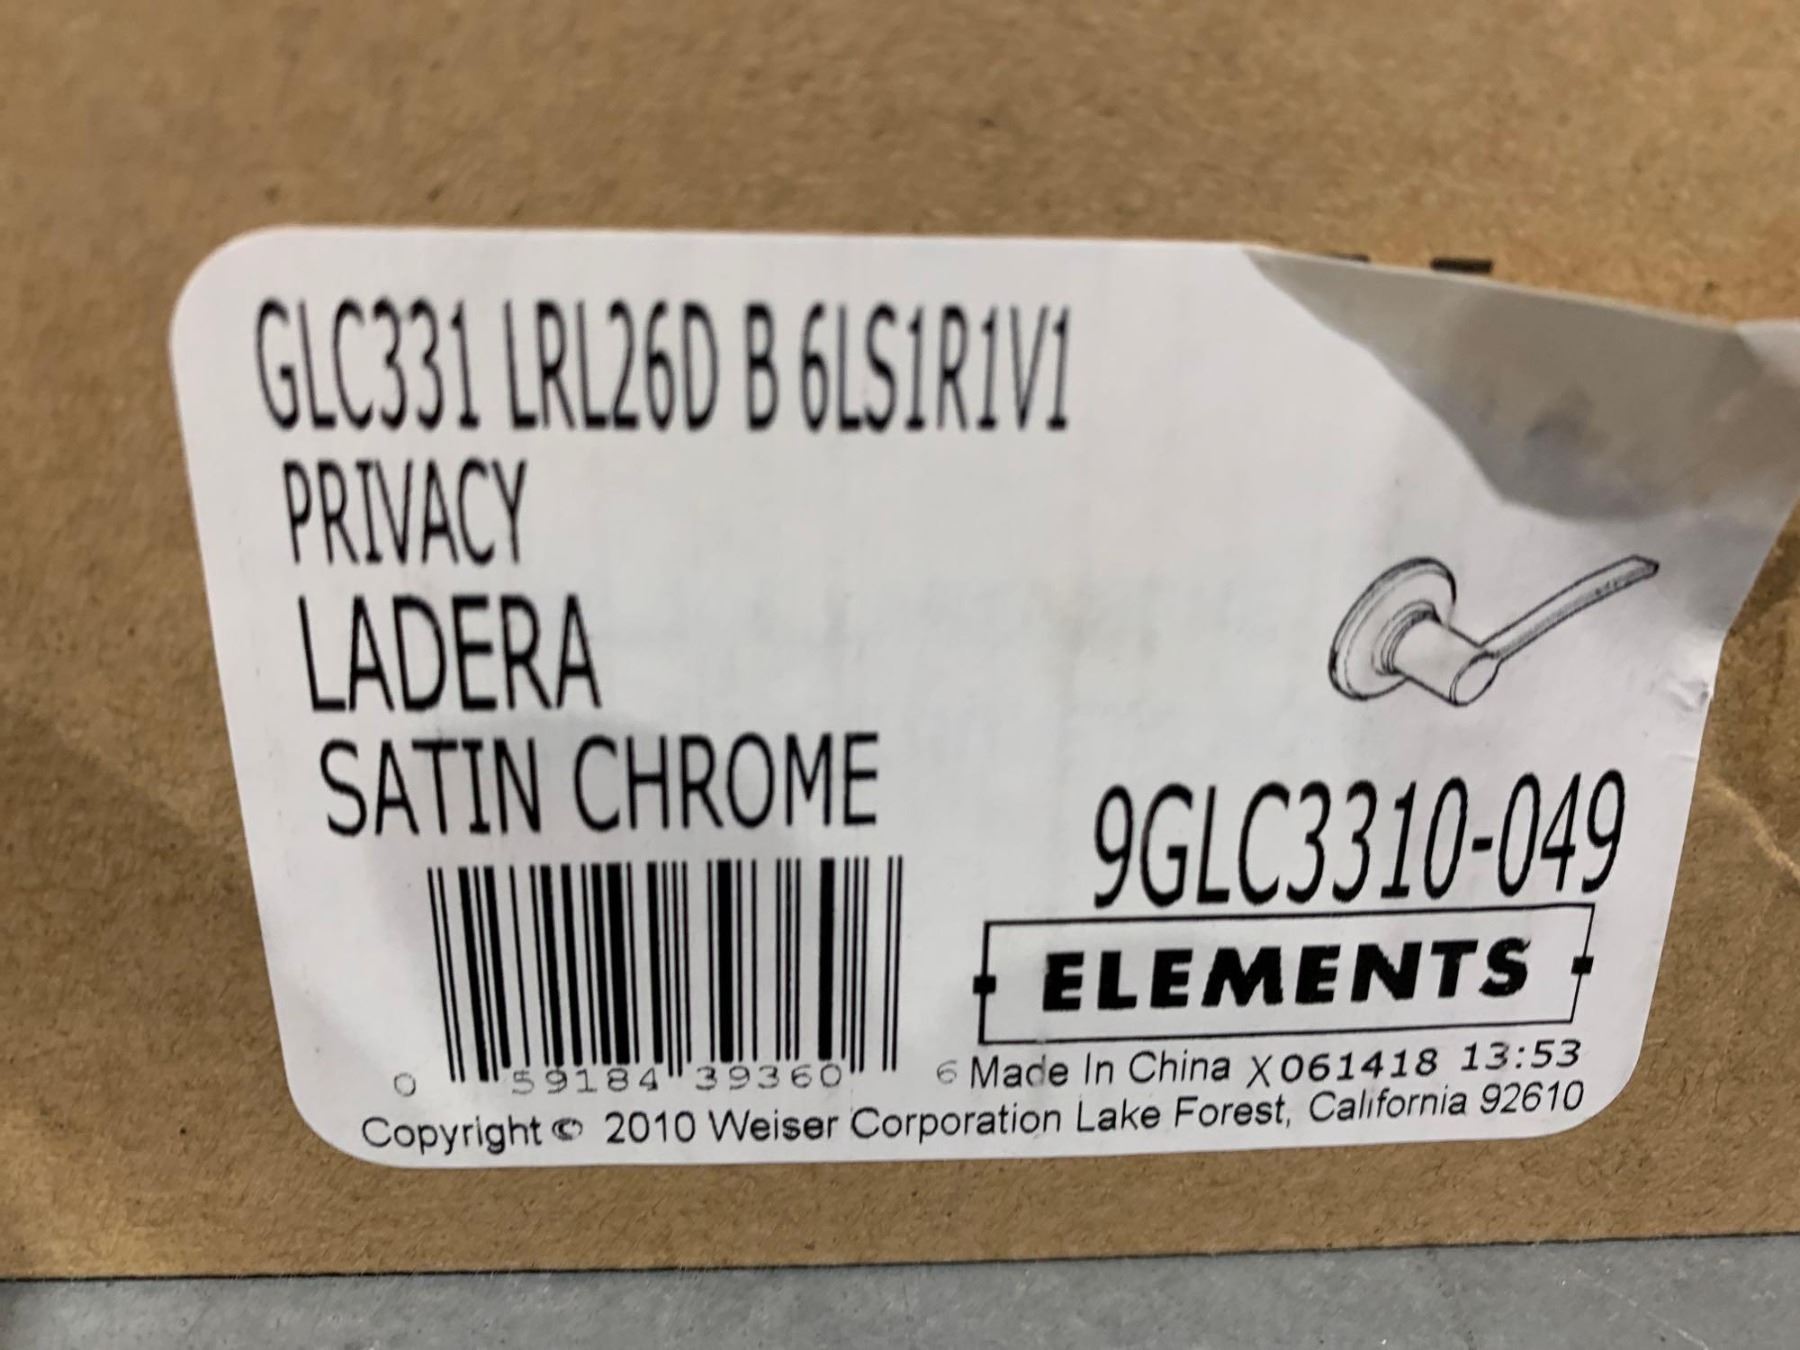 GLC331 LRL26D B 6LS1R1V1
PRIVACY
LADERA
SATIN CHROME
9GLC3310-049
ELEMENTS
0 59184 39360 6
Made In China X061418 13:53
Copyright © 2010 Weiser Corporation Lake Forest, California 92610